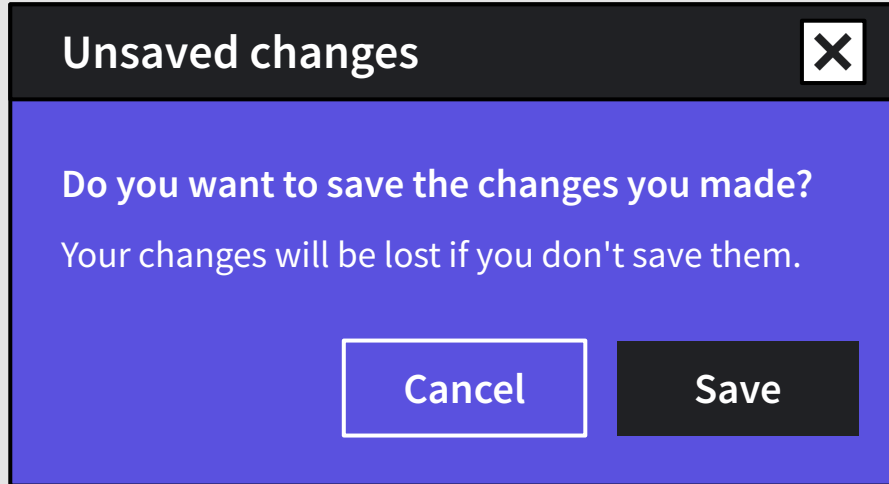 Unsaved changes
Do you want to save the changes you made?
Your changes will be lost if you don't save them.
Cancel
Save